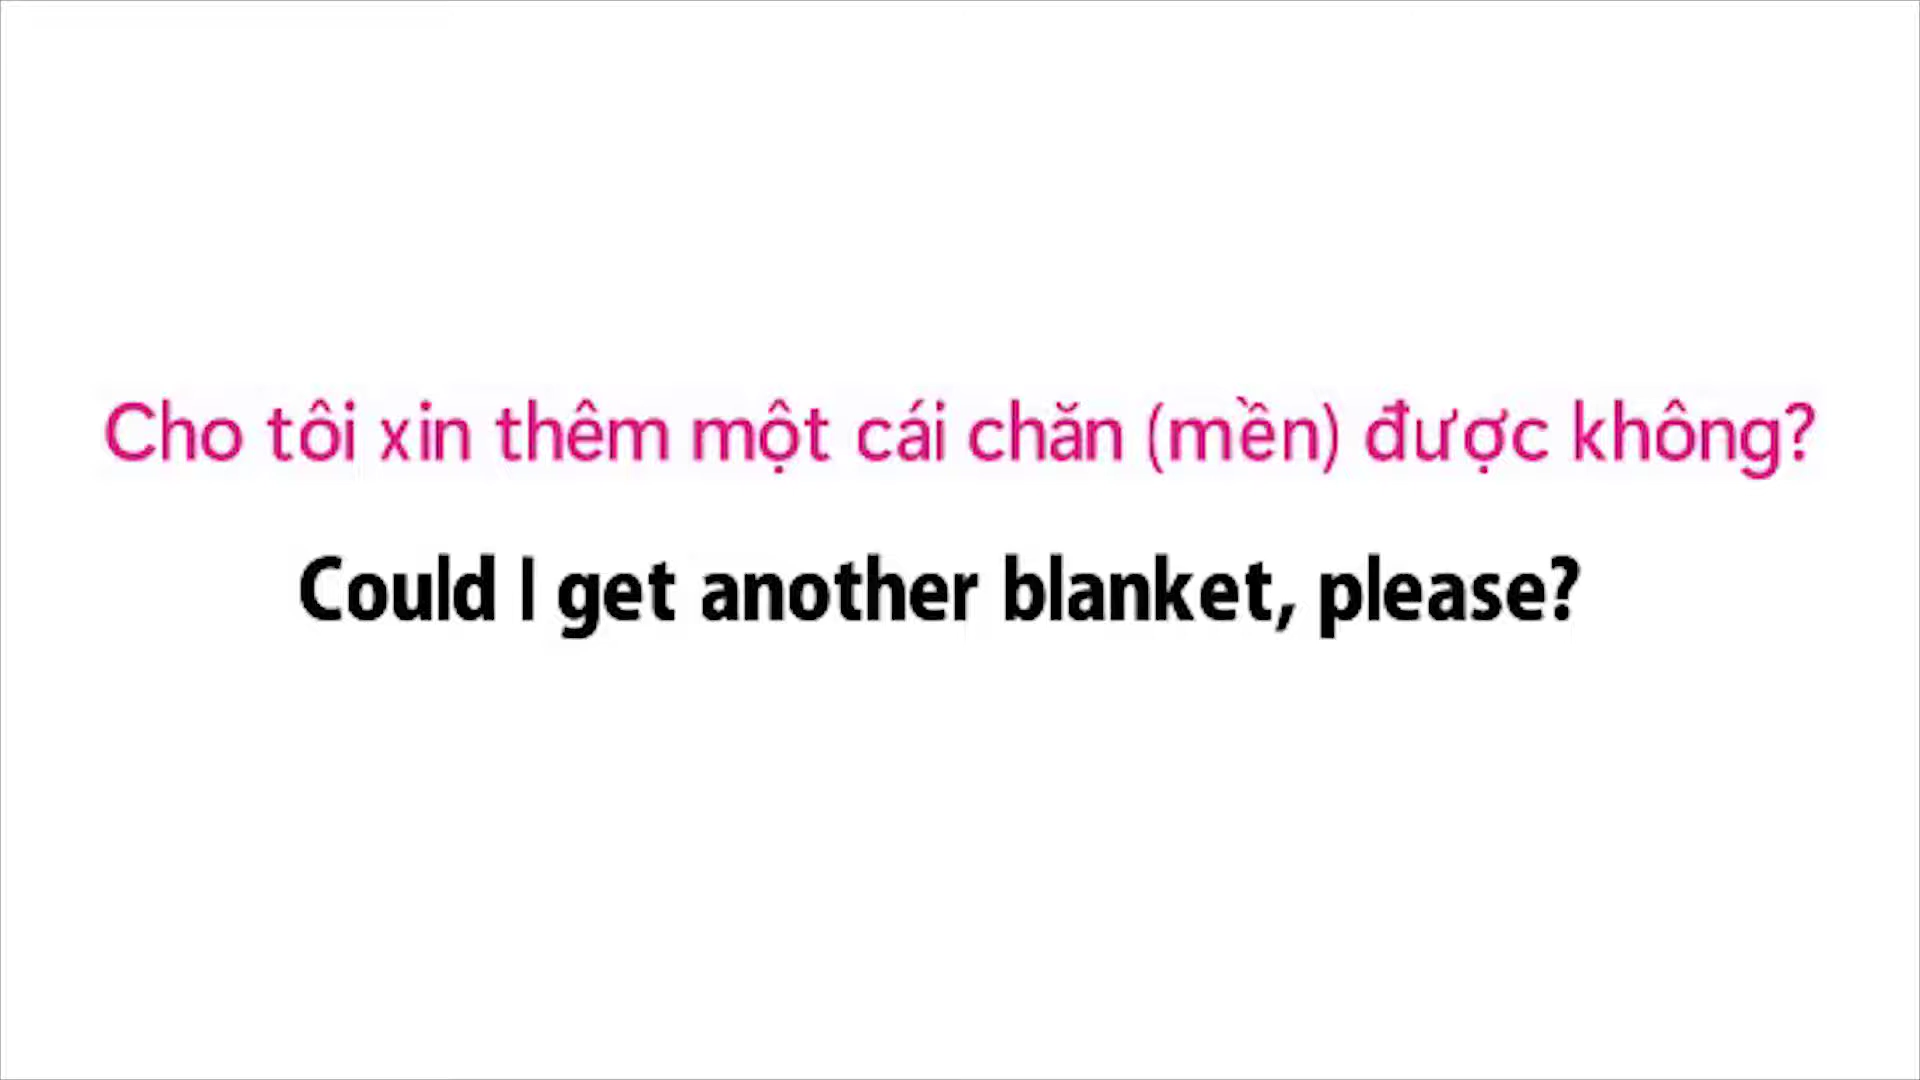 Cho tôi xin thêm một cái chăn (mền) được không?
Could I get another blanket, please?